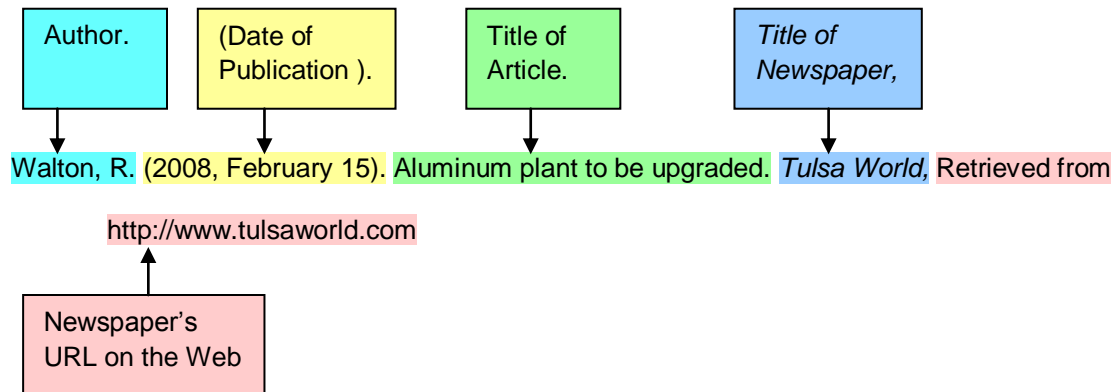 Author.
(Date of
Publication ).
Title of
Article.
Title of
Newspaper,
Walton, R. (2008, February 15). Aluminum plant to be upgraded. Tulsa World, Retrieved from
http://www.tulsaworld.com
Newspaper's
URL on the Web